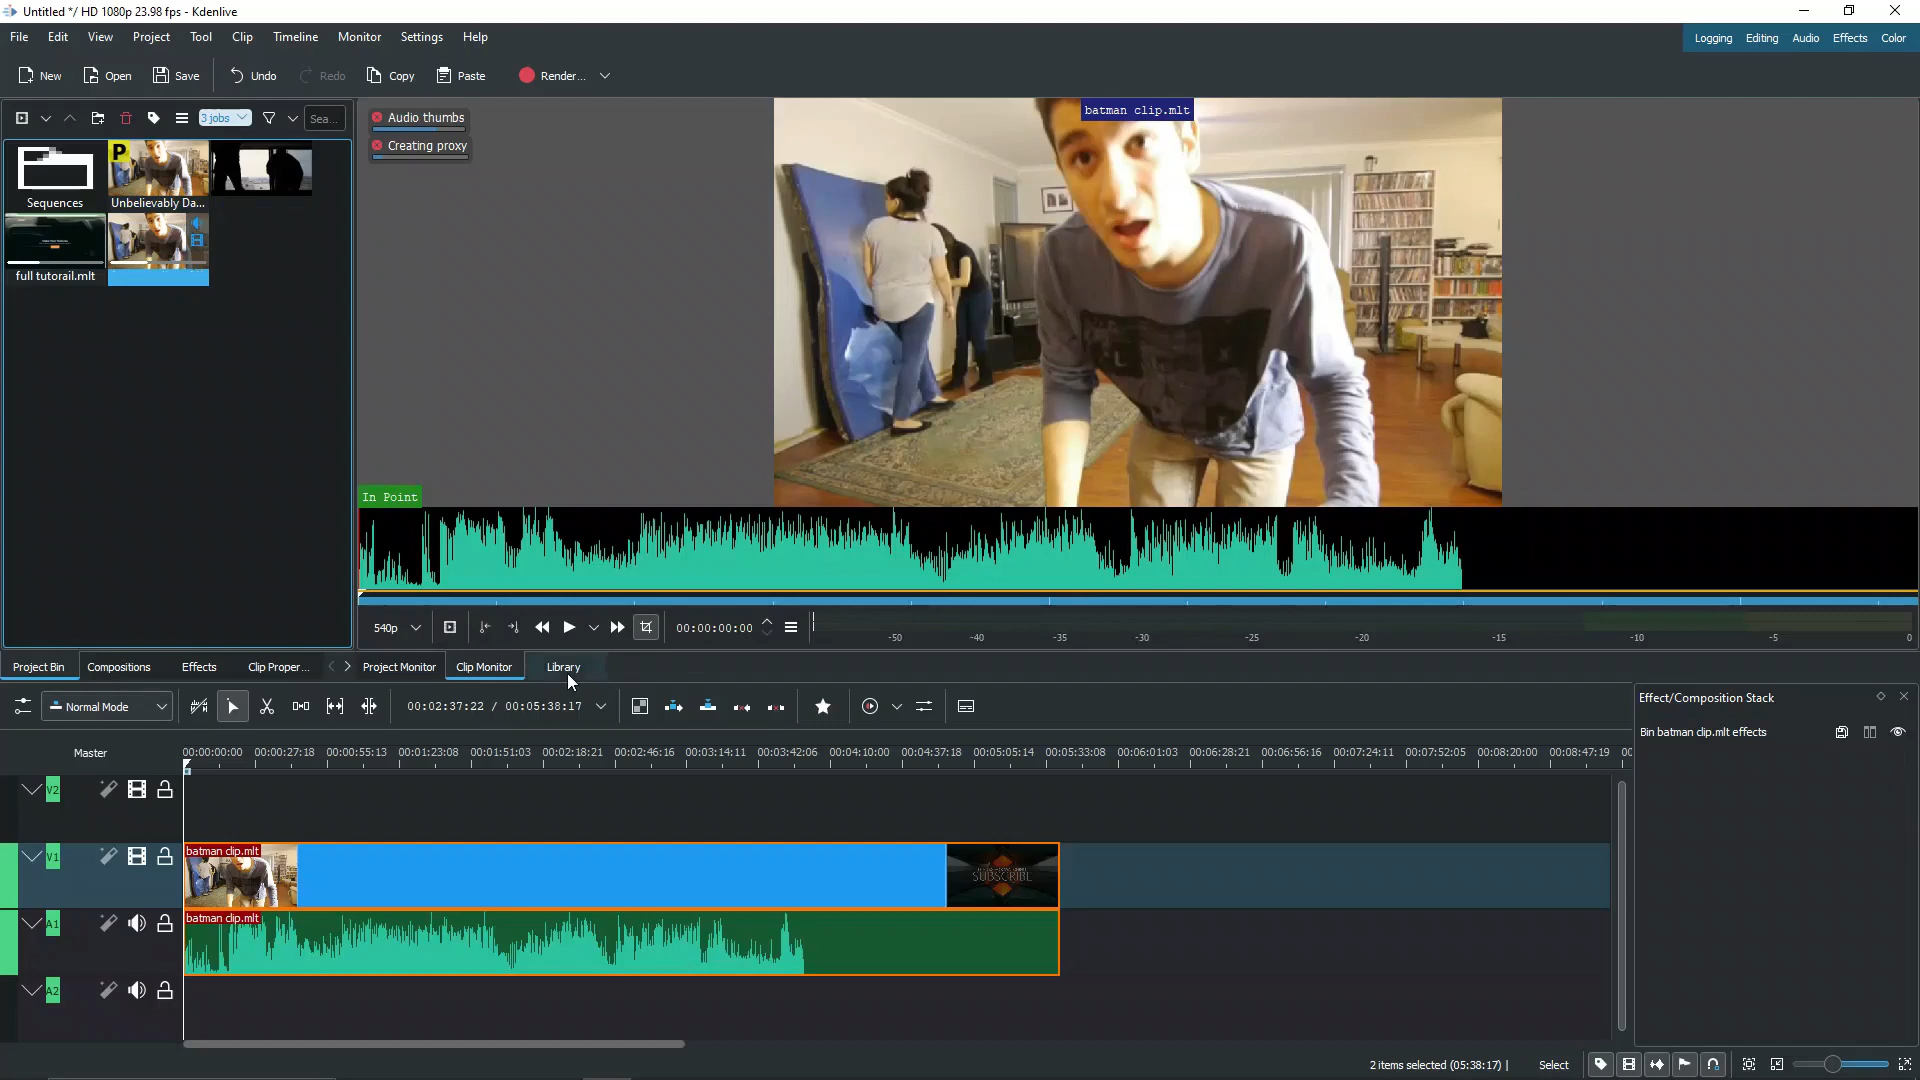 Untitled */ HD 1080p 23.98 fps - Kdenlive
File Edit View Project Tool Clip Timeline Monitor Settings Help
Logging Editing Audio Effects Color
New Open Save Undo Redo Copy Paste Render...
3 jobs Sea...
Audio thumbs
Creating proxy
batman clip.mlt
P
Sequences Unbelievably Da...
full tutorail.mlt
In Point
540p 00:00:00:00
-50 -40 -35 -30 -25 -20 -15 -10 -5 0
Project Bin Compositions Effects Clip Proper... Project Monitor Clip Monitor Library
Normal Mode 00:02:37:22 / 00:05:38:17
Effect/Composition Stack
Bin batman clip.mlt effects
Master
00:00:00:00 00:00:27:18 00:00:55:13 00:01:23:08 00:01:51:03 00:02:18:21 00:02:46:16 00:03:14:11 00:03:42:06 00:04:10:00 00:04:37:18 00:05:05:14 00:05:33:08 00:06:01:03 00:06:28:21 00:06:56:16 00:07:24:11 00:07:52:05 00:08:20:00 00:08:47:19 00
V2
V1
batman clip.mlt
SUBSCRIBE
A1
batman clip.mlt
A2
2 items selected (05:38:17) | Select